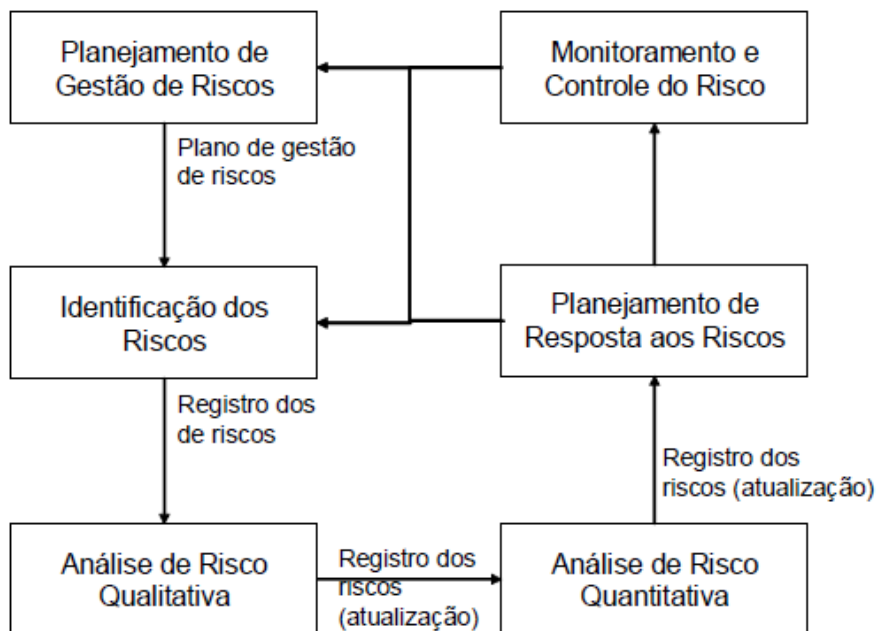 Planejamento de
Gestão de Riscos
Monitoramento e
Controle do Risco
Plano de gestão
de riscos
Identificação dos
Riscos
Planejamento de
Resposta aos Riscos
Registro dos
de riscos
Registro dos
riscos (atualização)
Análise de Risco
Qualitativa
Registro dos
riscos
(atualização)
Análise de Risco
Quantitativa